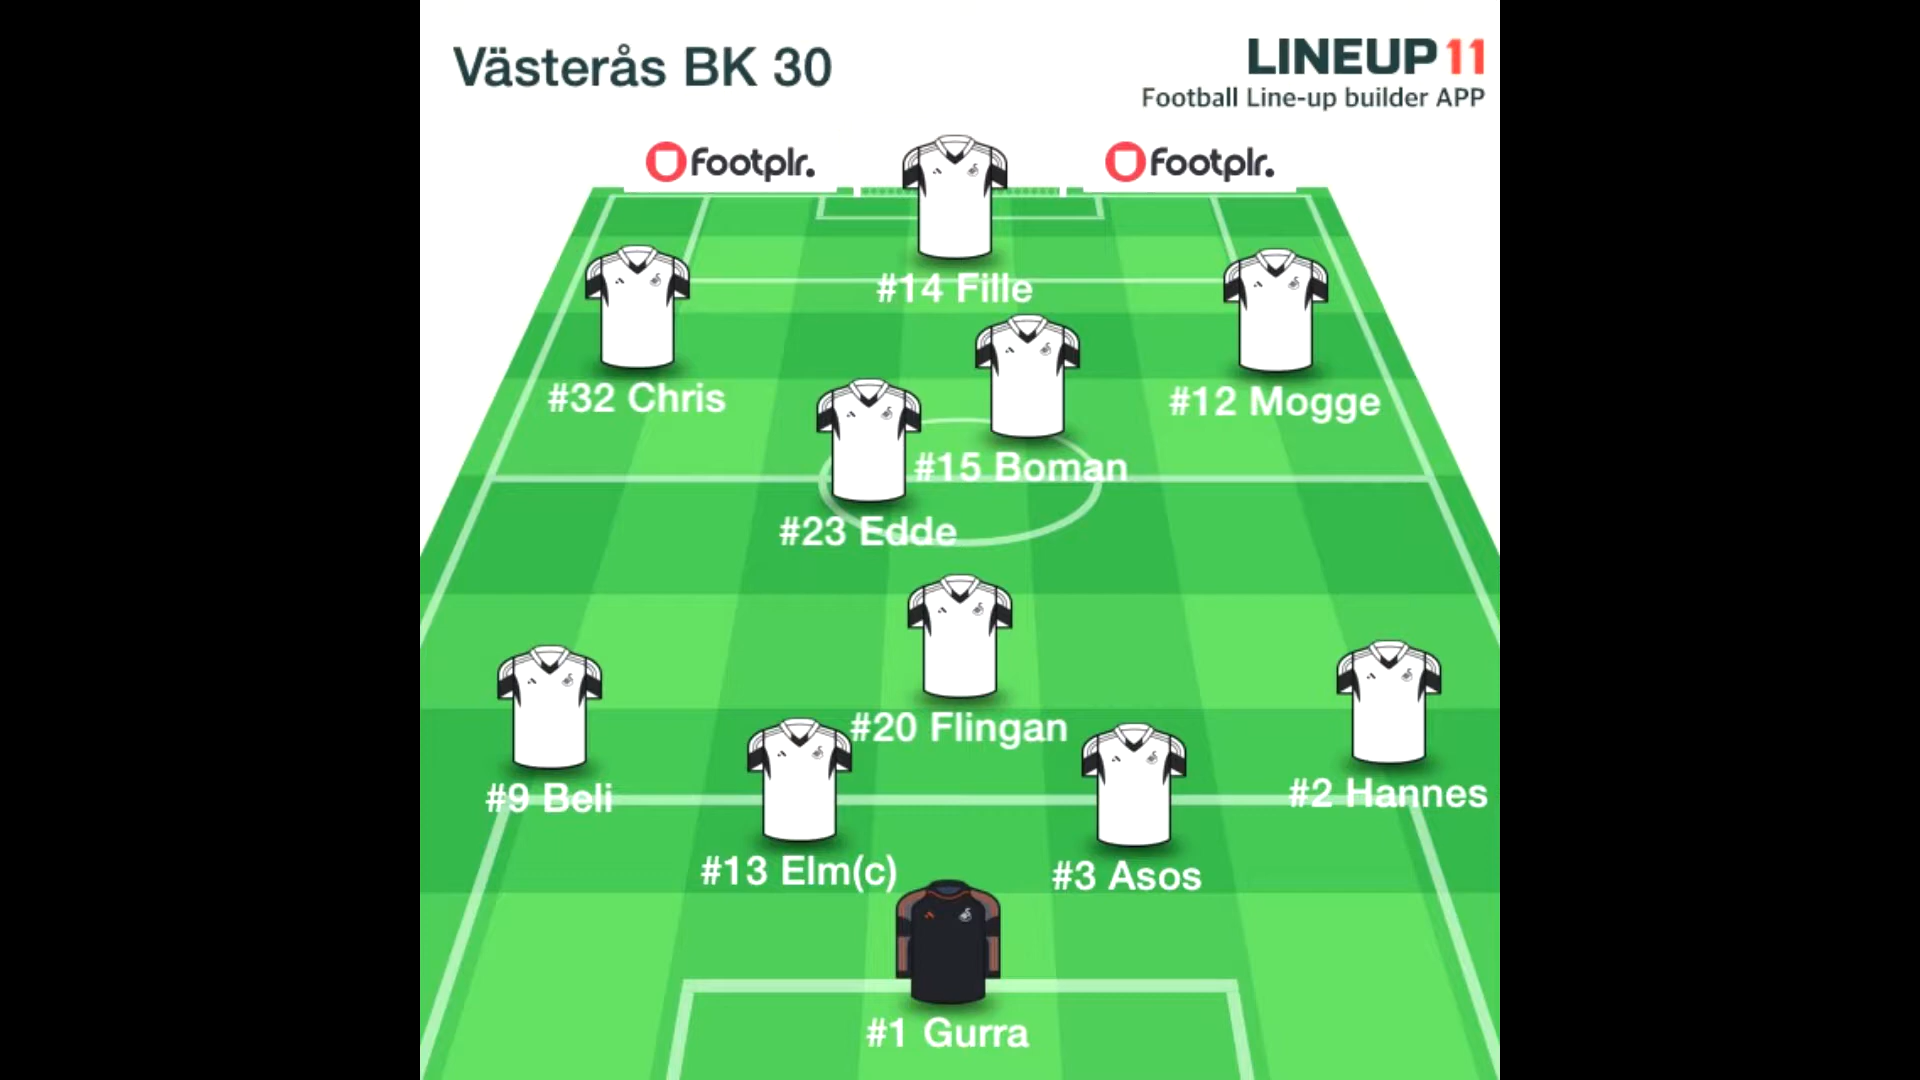 Västerås BK 30
LINEUP11
Football Line-up builder APP
footplr.
footplr.
#14 Fille
#32 Chris
#12 Mogge
#15 Boman
#23 Edde
#20 Flingan
#9 Beli
#2 Hannes
#13 Elm(c)
#3 Asos
#1 Gurra